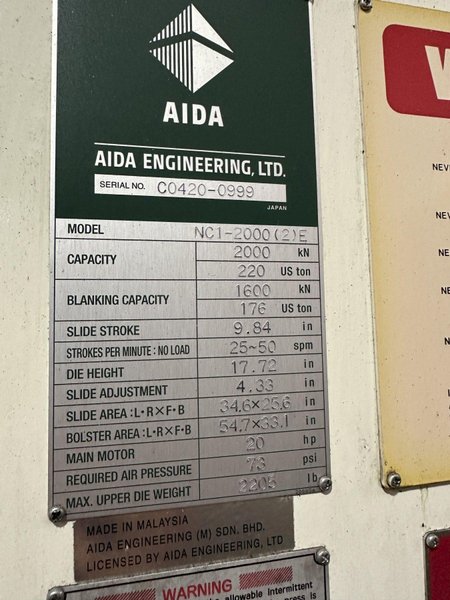 AIDA
AIDA ENGINEERING, LTD.
SERIAL NO. C0420-0999
JAPAN
MODEL NC1-2000(2)E
CAPACITY 2000 kN
220 US ton
BLANKING CAPACITY 1600 kN
176 US ton
SLIDE STROKE 9.84 in
STROKES PER MINUTE : NO LOAD 25~50 spm
DIE HEIGHT 17.72 in
SLIDE ADJUSTMENT 4.33 in
SLIDE AREA : L•R×F•B 34.6×25.6 in
BOLSTER AREA : L•R×F•B 54.7×33.1 in
MAIN MOTOR 20 hp
REQUIRED AIR PRESSURE 73 psi
MAX. UPPER DIE WEIGHT 2205 lb
MADE IN MALAYSIA
AIDA ENGINEERING (M) SDN. BHD.
LICENSED BY AIDA ENGINEERING, LTD
WARNING
allowable intermittent
press is